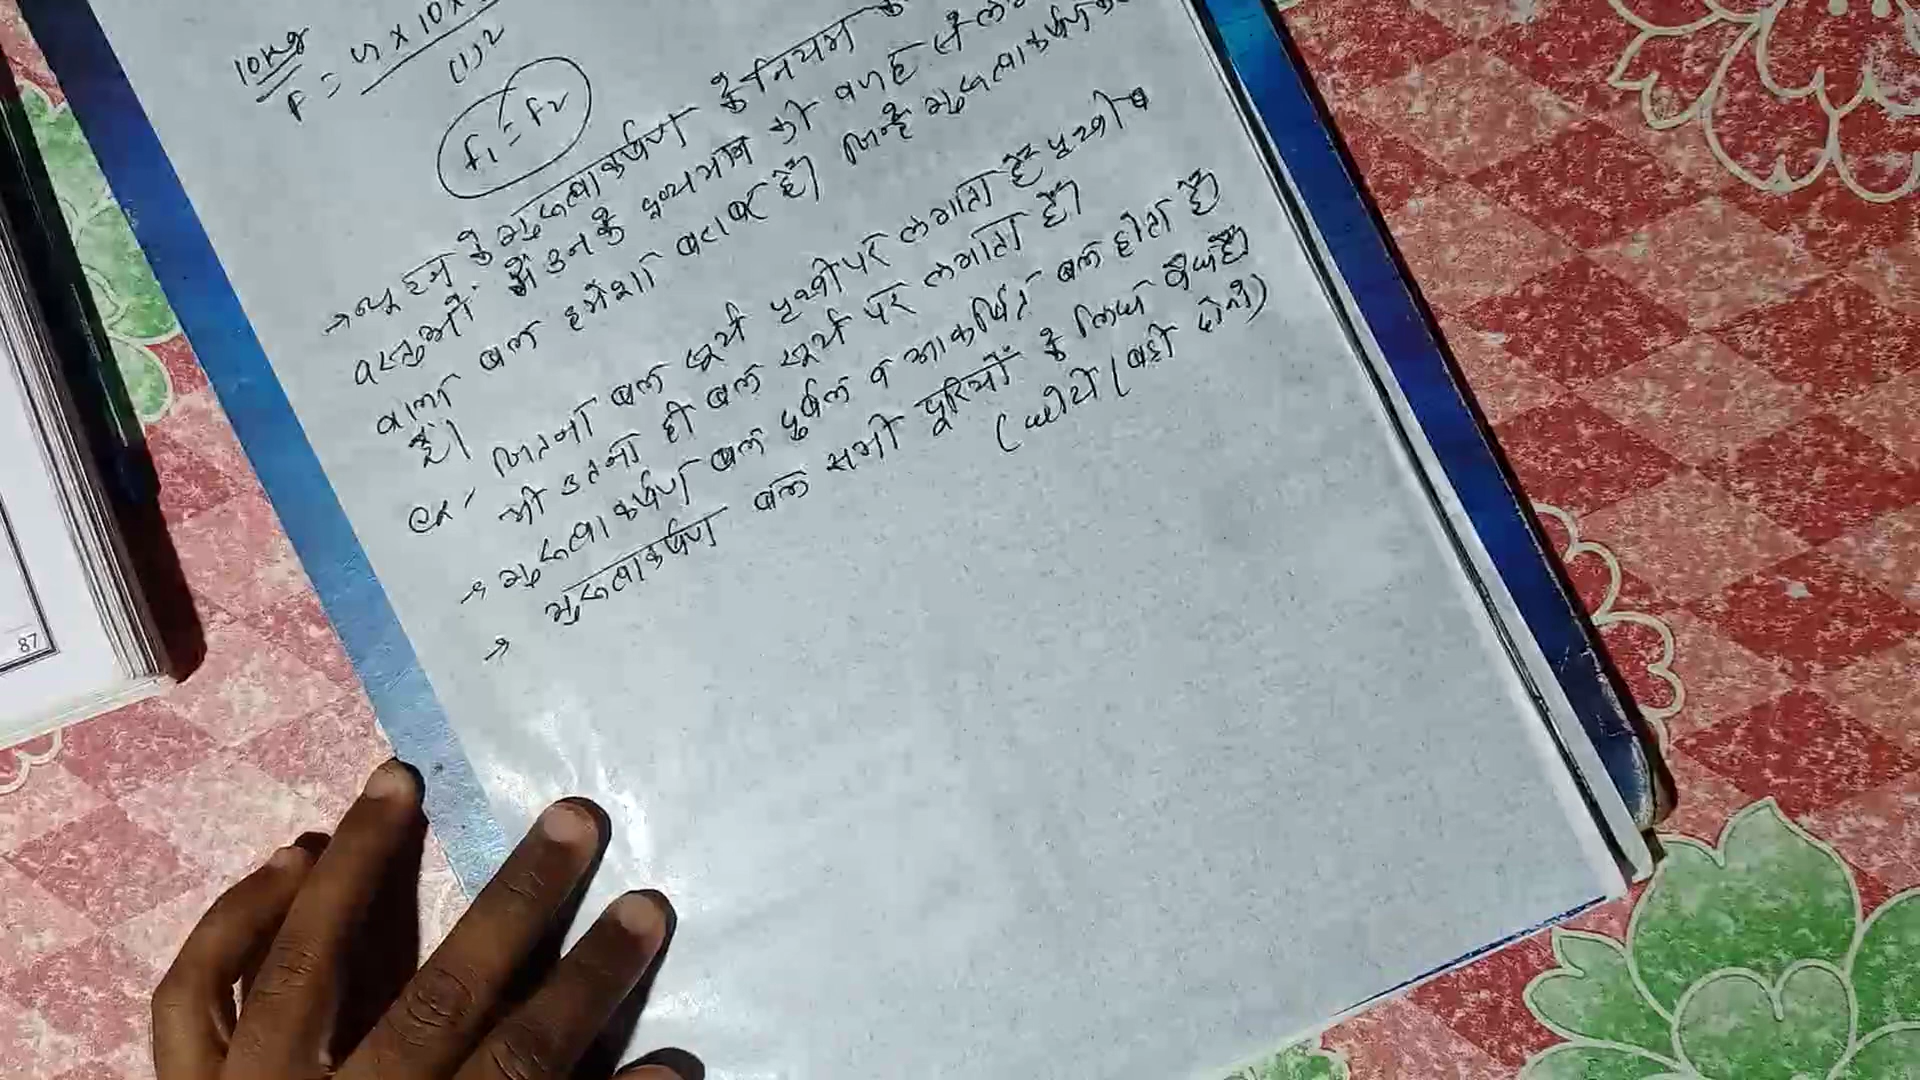 10kg
F = 5 × 10 ×
(1)2
F1 = F2
→ न्यूटन के गुरुत्वाकर्षण के नियम
वस्तुओं में उनके द्रव्यमान की वजह से
वाला बल हमेशा बराबर है। जिन्हें गुरुत्वाकर्षण
है।
ex- जितना बल सूर्य पृथ्वी पर लगाता है पृथ्वी
भी उतना ही बल सूर्य पर लगाता है।
→ गुरुत्वाकर्षण बल दुर्बल व आकर्षित बल होता है
→ गुरुत्वाकर्षण बल सभी दूरियों के लिये वैध है।
(छोटी / बड़ी दोनो)
87